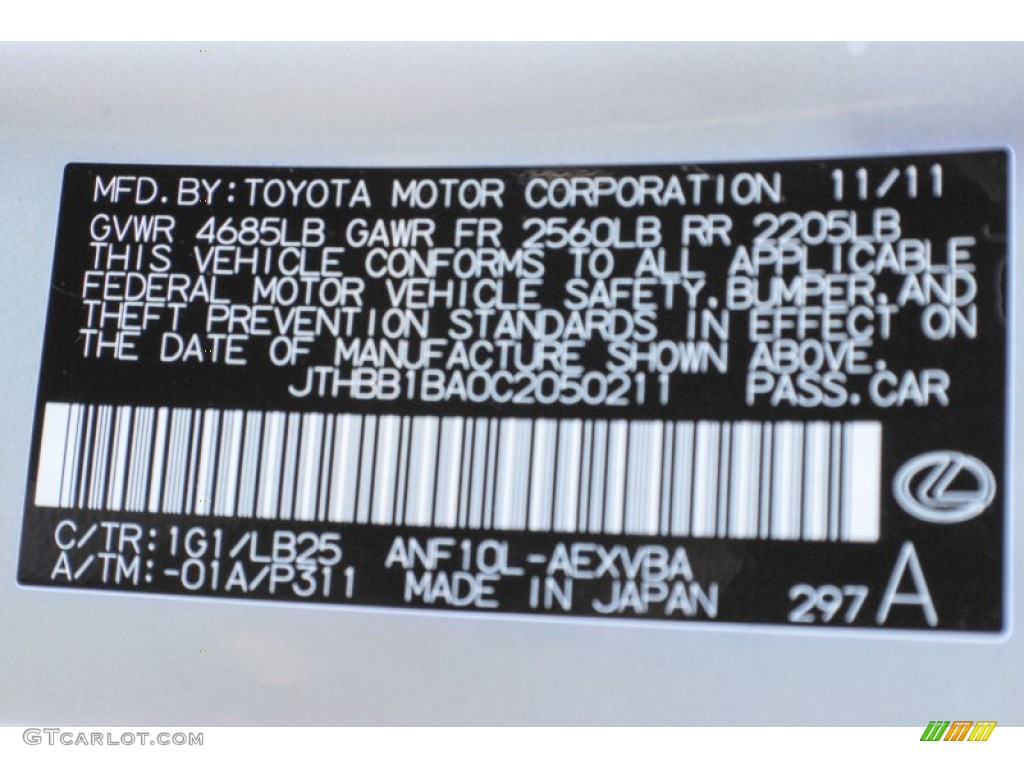 MFD.BY:TOYOTA MOTOR CORPORATION 11/11
GVWR 4685LB GAWR FR 2560LB RR 2205LB
THIS VEHICLE CONFORMS TO ALL APPLICABLE
FEDERAL MOTOR VEHICLE SAFETY.BUMPER.AND
THEFT PREVENTION STANDARDS IN EFFECT ON
THE DATE OF MANUFACTURE SHOWN ABOVE.
JTHBB1BA0C2050211 PASS.CAR
C/TR:1G1/LB25 ANF10L-AEXVBA
A/TM:-01A/P311 MADE IN JAPAN 297 A
GTCARLOT.COM